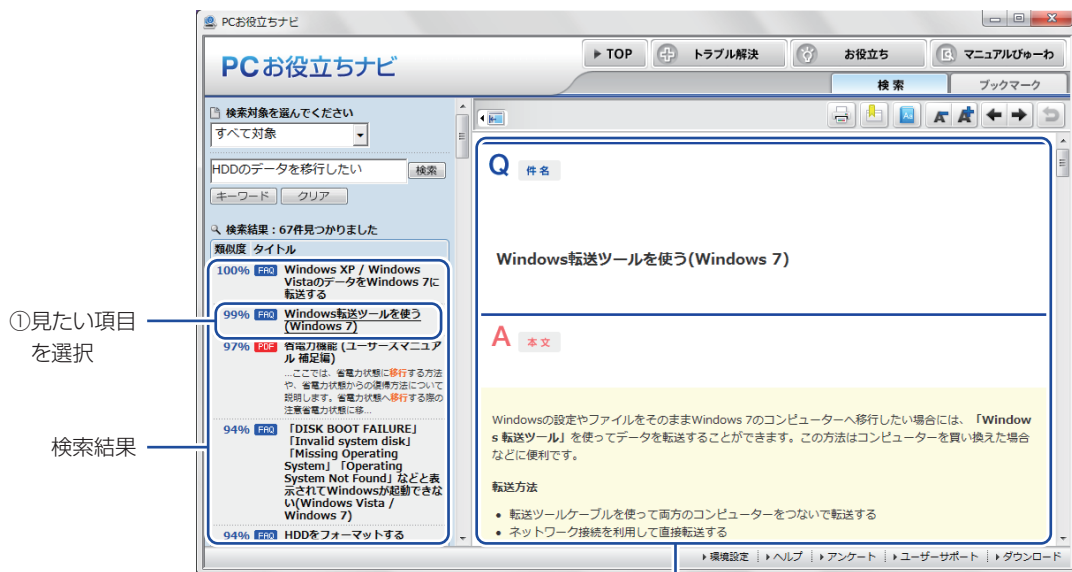 PCお役立ちナビ
PCお役立ちナビ
TOP
トラブル解決
お役立ち
マニュアルびゅーわ
検索
ブックマーク
検索対象を選んでください
すべて対象
HDDのデータを移行したい
検索
キーワード
クリア
検索結果:67件見つかりました
類似度 タイトル
100% FAQ Windows XP / Windows
VistaのデータをWindows 7に
転送する
99% FAQ Windows転送ツールを使う
(Windows 7)
97% PDF 省電力機能 (ユーザーズマニュア
ル 補足編)
...ここでは、省電力状態に移行する方法
や、省電力状態からの復帰方法について
説明します。省電力状態へ移行する際の
注意省電力状態に移...
94% FAQ 「DISK BOOT FAILURE」
「Invalid system disk」
「Missing Operating
System」「Operating
System Not Found」などと表
示されてWindowsが起動できな
い(Windows Vista /
Windows 7)
94% FAQ HDDをフォーマットする
①見たい項目
を選択
検索結果
Q 件名
Windows転送ツールを使う(Windows 7)
A 本文
Windowsの設定やファイルをそのままWindows 7のコンピューターへ移行したい場合には、「Window
s 転送ツール」を使ってデータを転送することができます。この方法はコンピューターを買い換えた場合
などに便利です。
転送方法
• 転送ツールケーブルを使って両方のコンピューターをつないで転送する
• ネットワーク接続を利用して直接転送する
環境設定
ヘルプ
アンケート
ユーザーサポート
ダウンロード